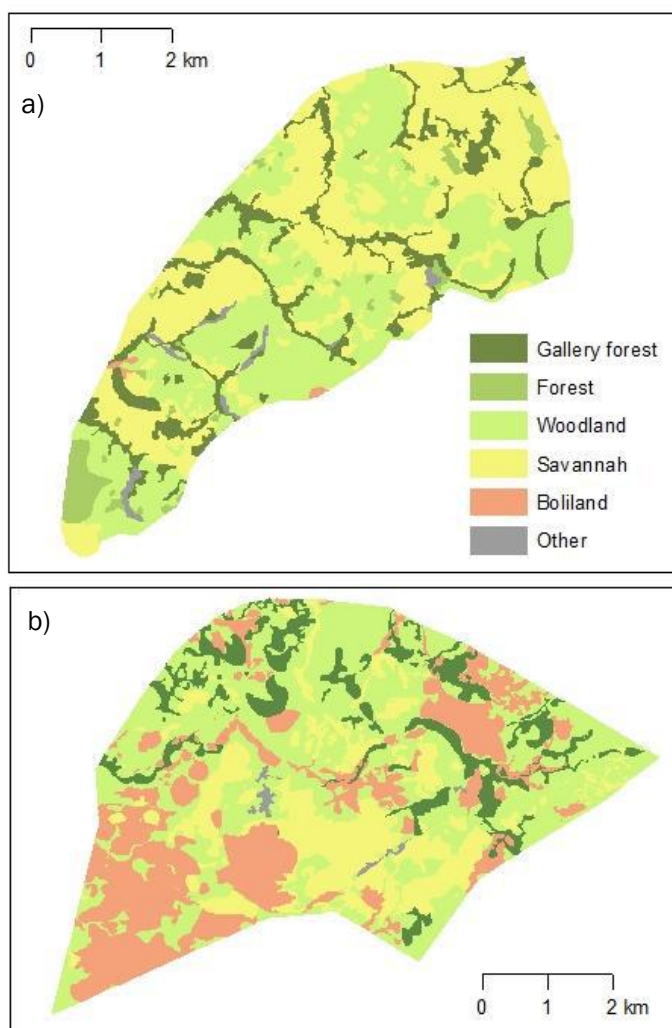 0 1 2 km
a)
Gallery forest
Forest
Woodland
Savannah
Boliland
Other
b)
0 1 2 km